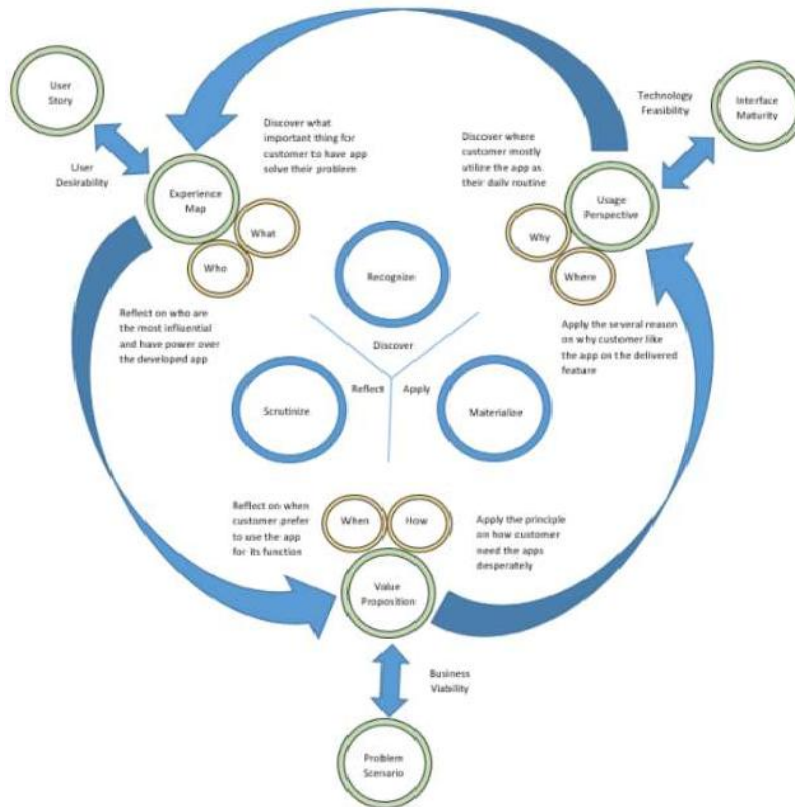 User
Story
User
Desirability
Experience
Map
What
Who
Discover what
important thing for
customer to have app
solve their problem
Reflect on who are
the most influential
and have power over
the developed app
Technology
Feasibility
Interface
Maturity
Discover where
customer mostly
utilize the app as
their daily routine
Usage
Perspective
Why
Where
Apply the several reason
on why customer like
the app on the delivered
feature
Recognize
Discover
Reflect
Apply
Scrutinize
Materialize
Reflect on when
customer prefer
to use the app
for its function
When
How
Apply the principle
on how customer
need the apps
desperately
Value
Proposition
Business
Viability
Problem
Scenario